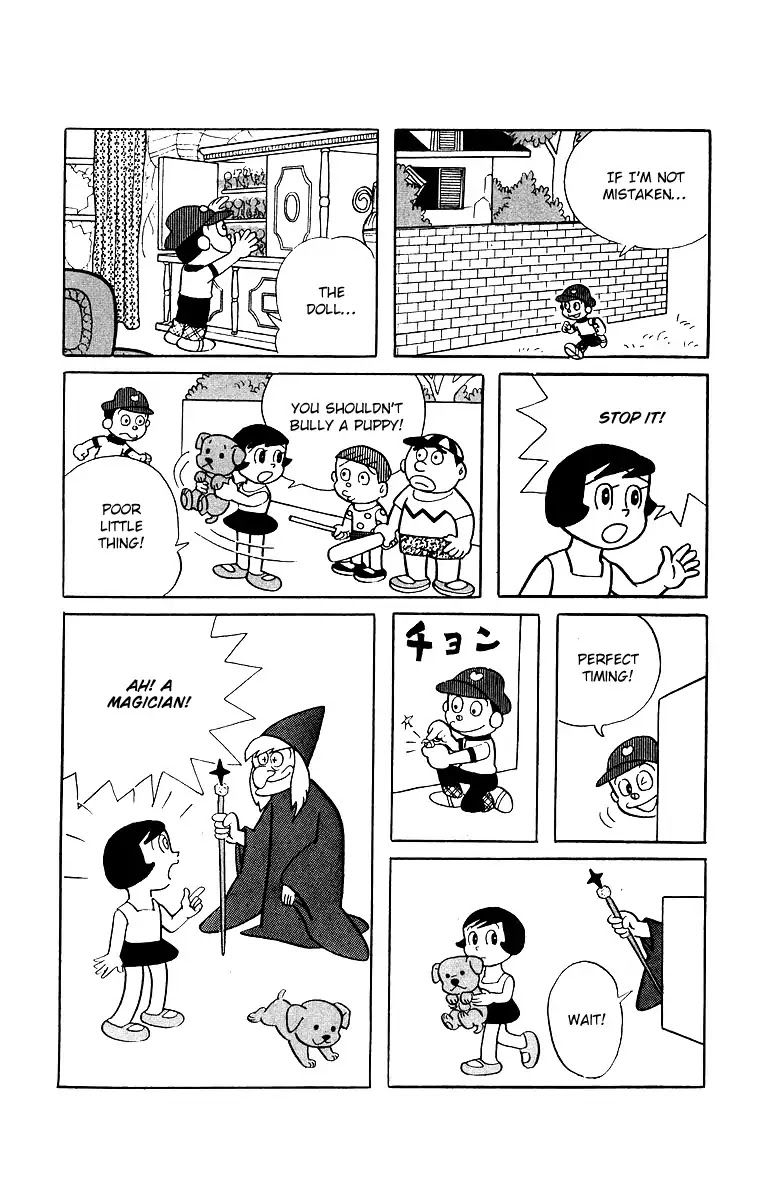 IF I'M NOT
MISTAKEN...
THE
DOLL...
STOP IT!
YOU SHOULDN'T
BULLY A PUPPY!
POOR
LITTLE
THING!
PERFECT
TIMING!
チョン
WAIT!
AH! A
MAGICIAN!